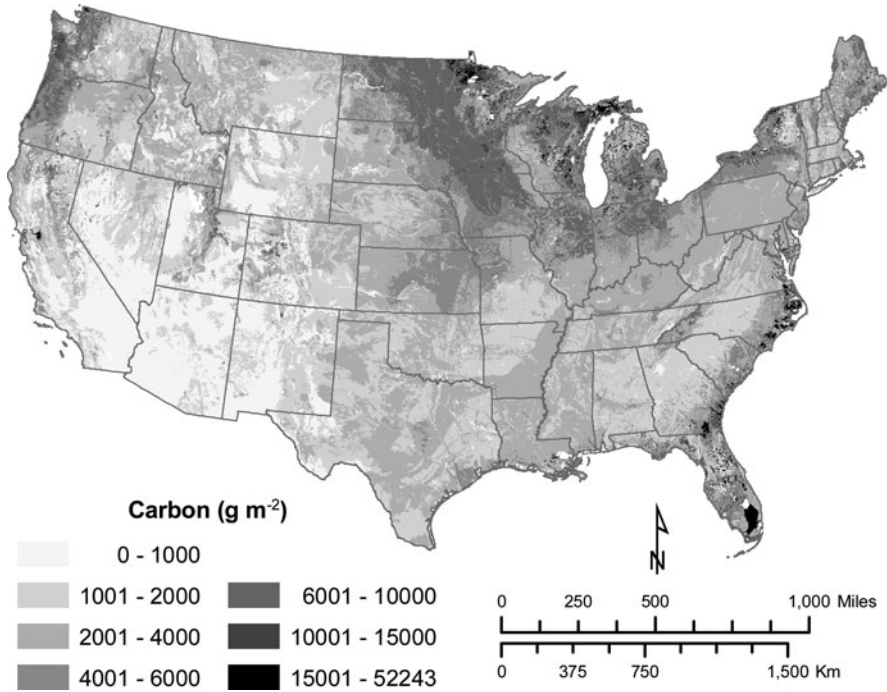 Carbon (g m-2)
0 - 1000
1001 - 2000
2001 - 4000
4001 - 6000
6001 - 10000
10001 - 15000
15001 - 52243
N
0 250 500 1,000 Miles
0 375 750 1,500 Km